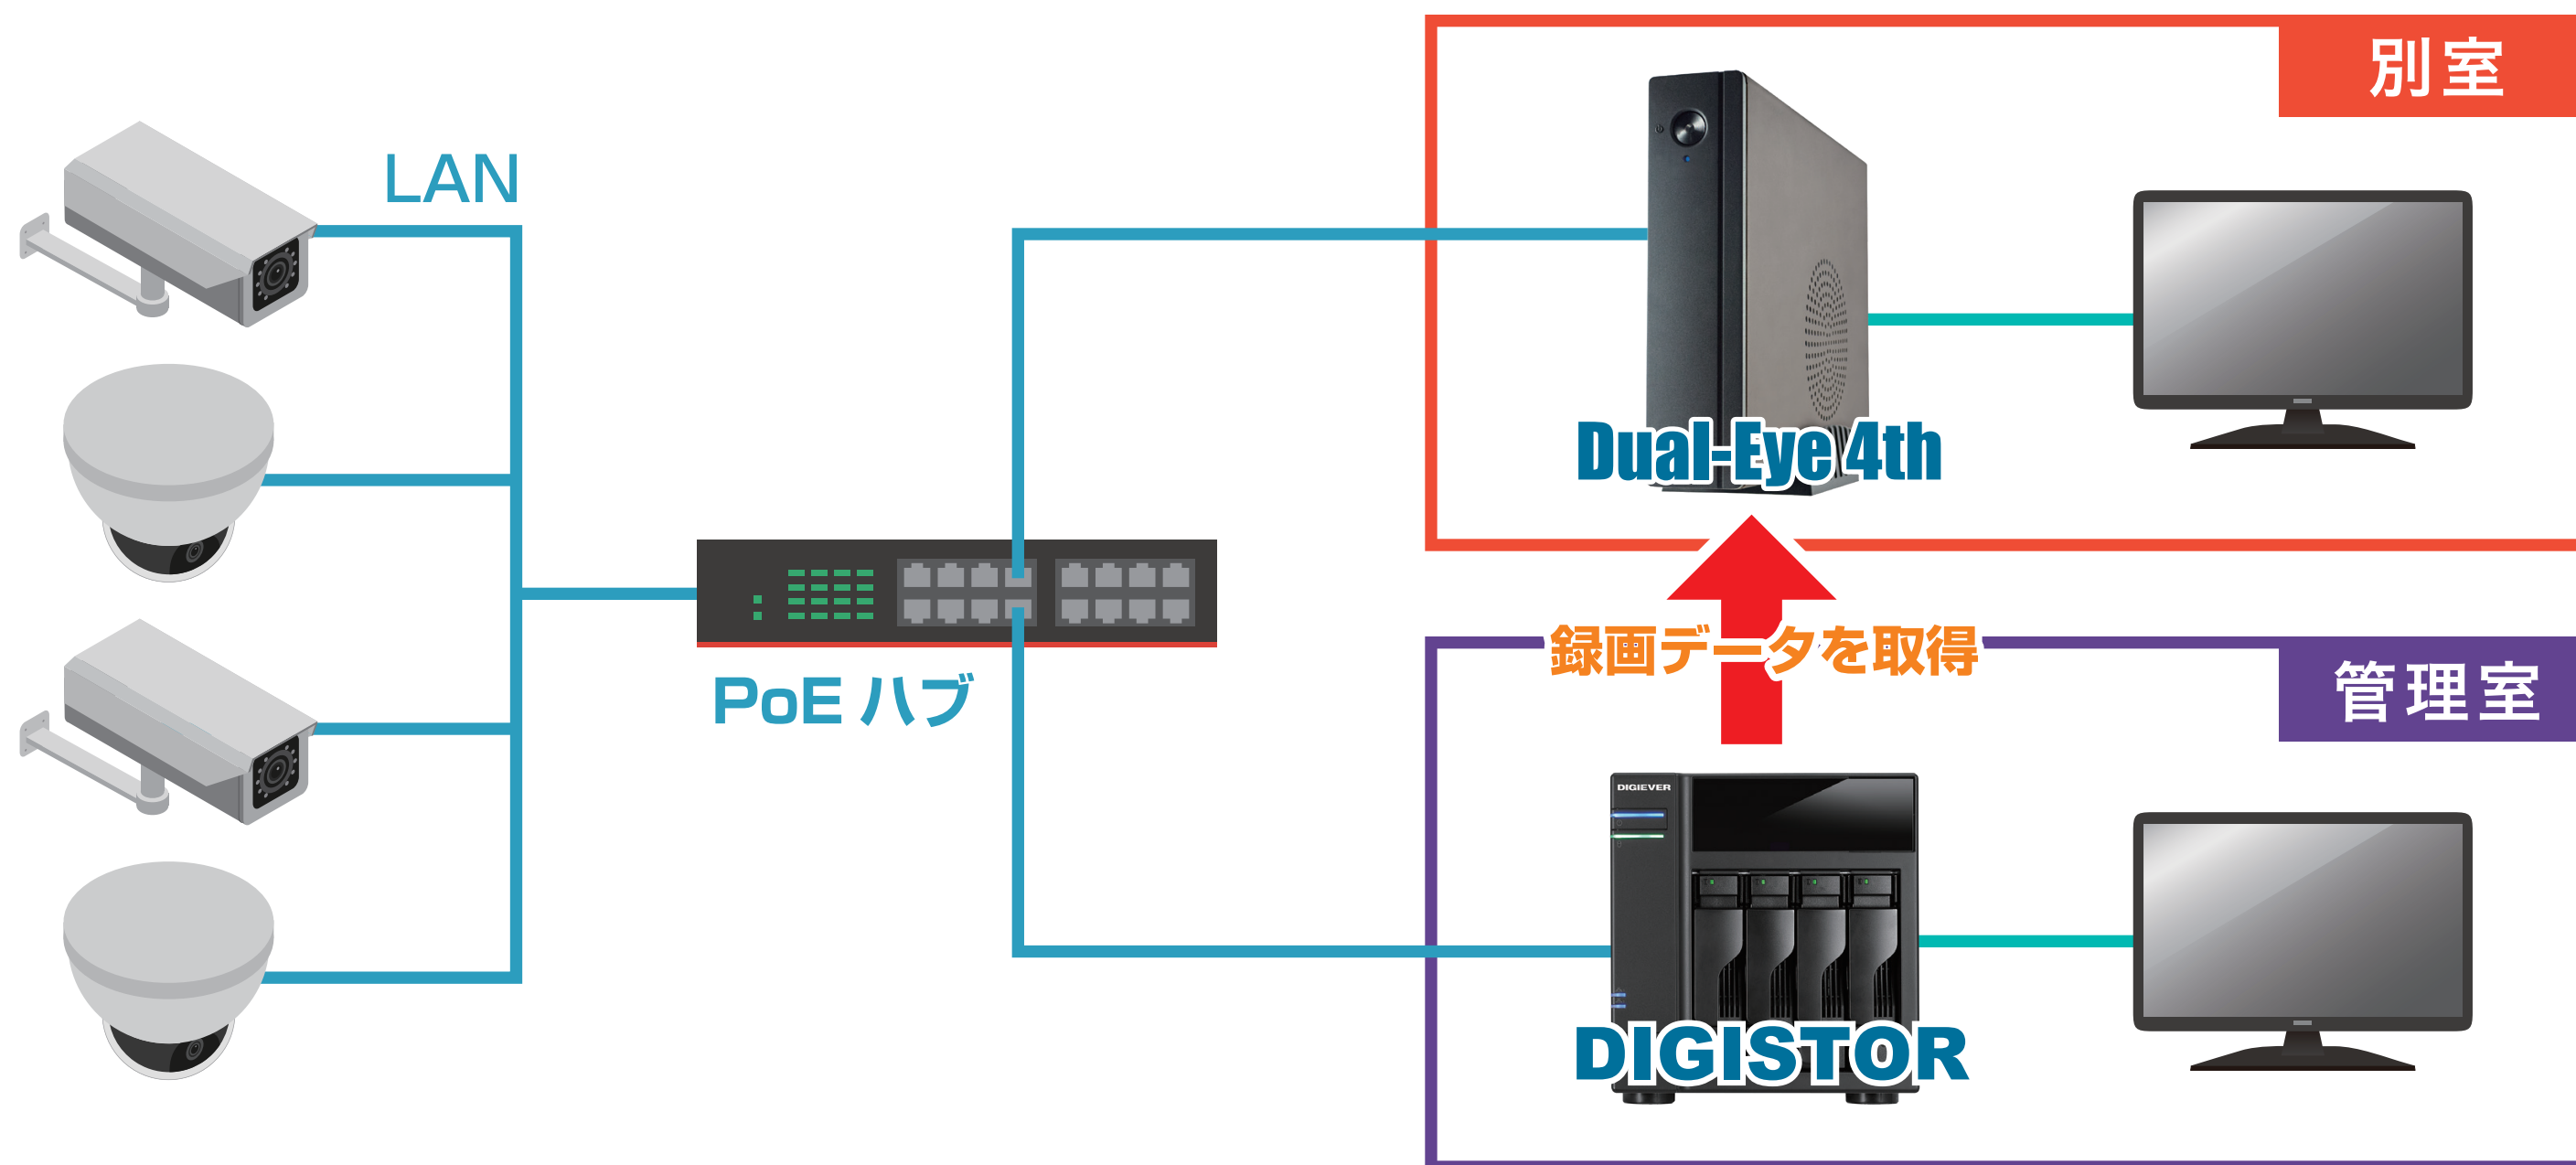 別室
LAN
Dual-Eye 4th
録画データを取得
PoE ハブ
管理室
DIGIEVER
DIGISTOR